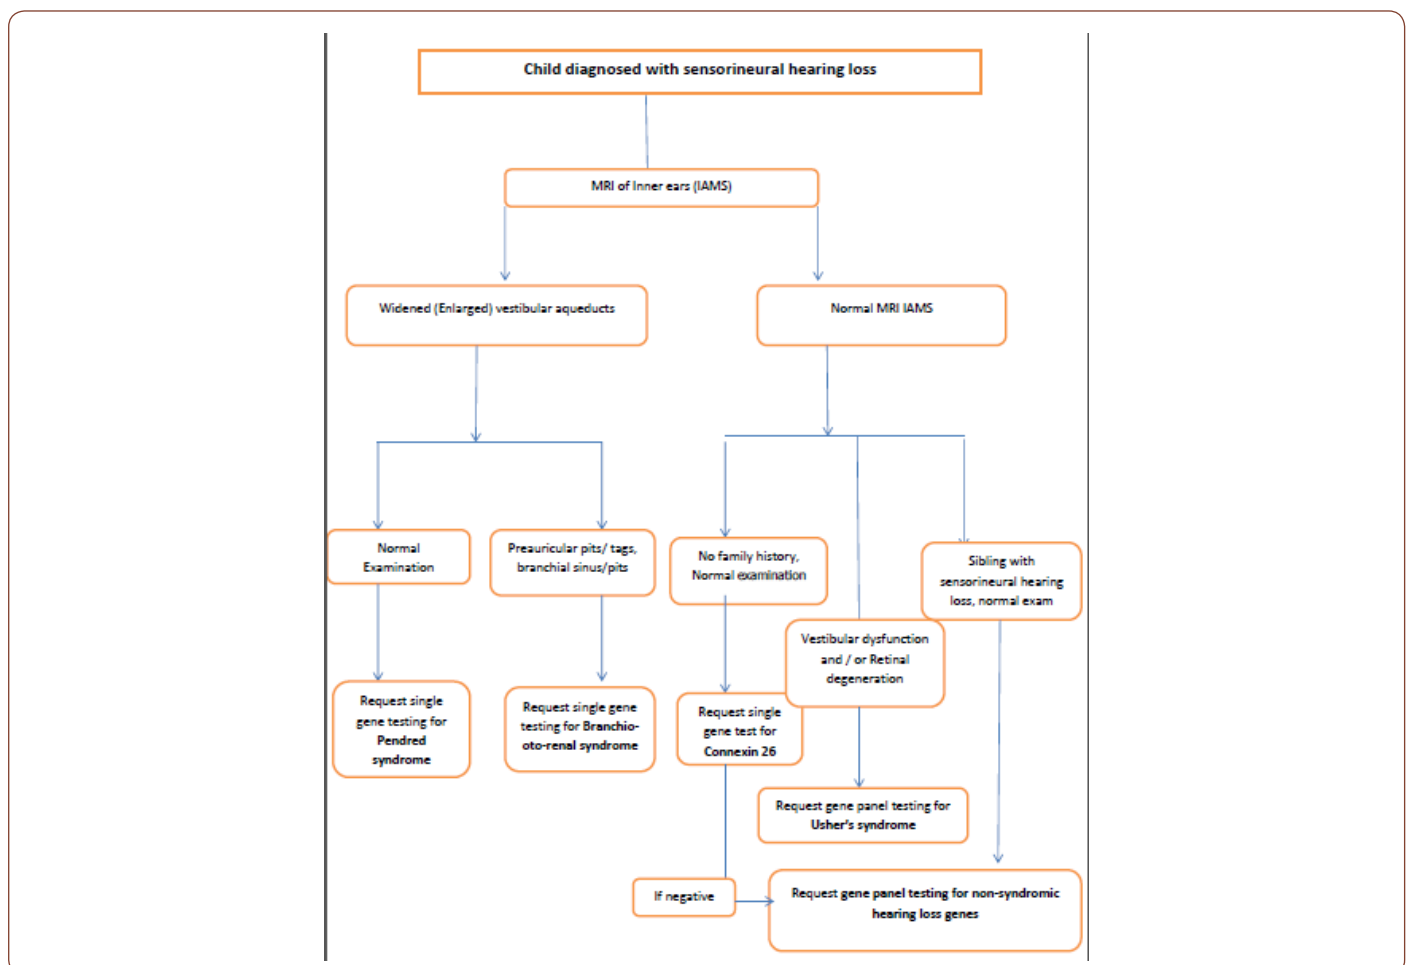 Child diagnosed with sensorineural hearing loss
MRI of Inner ears (IAMS)
Widened (Enlarged) vestibular aqueducts
Normal MRI IAMS
Normal
Examination
Preauricular pits/ tags,
branchial sinus/pits
No family history,
Normal examination
Sibling with
sensorineural hearing
loss, normal exam
Vestibular dysfunction
and / or Retinal
degeneration
Request single
gene testing for
Pendred
syndrome
Request single gene
testing for Branchio-
oto-renal syndrome
Request single
gene test for
Connexin 26
Request gene panel testing for
Usher's syndrome
If negative
Request gene panel testing for non-syndromic
hearing loss genes